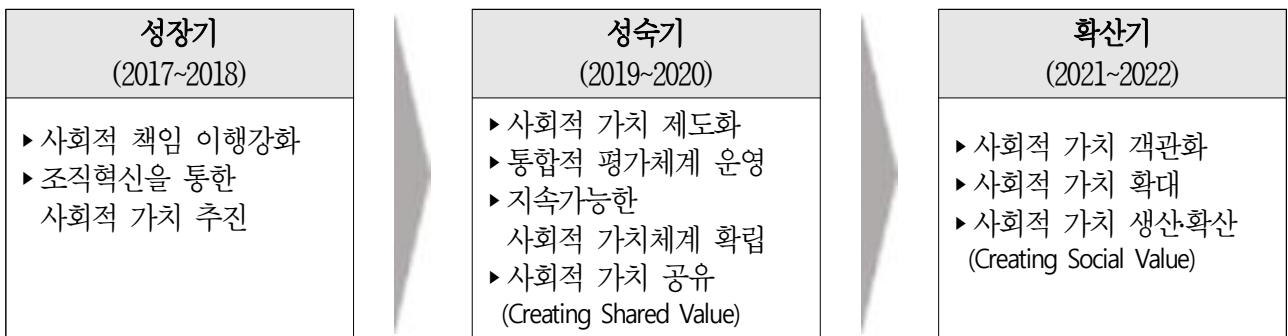 성장기
(2017~2018)
▸사회적 책임 이행강화
▸조직혁신을 통한
사회적 가치 추진
성숙기
(2019~2020)
▸사회적 가치 제도화
▸통합적 평가체계 운영
▸지속가능한
사회적 가치체계 확립
▸사회적 가치 공유
(Creating Shared Value)
확산기
(2021~2022)
▸사회적 가치 객관화
▸사회적 가치 확대
▸사회적 가치 생산·확산
(Creating Social Value)